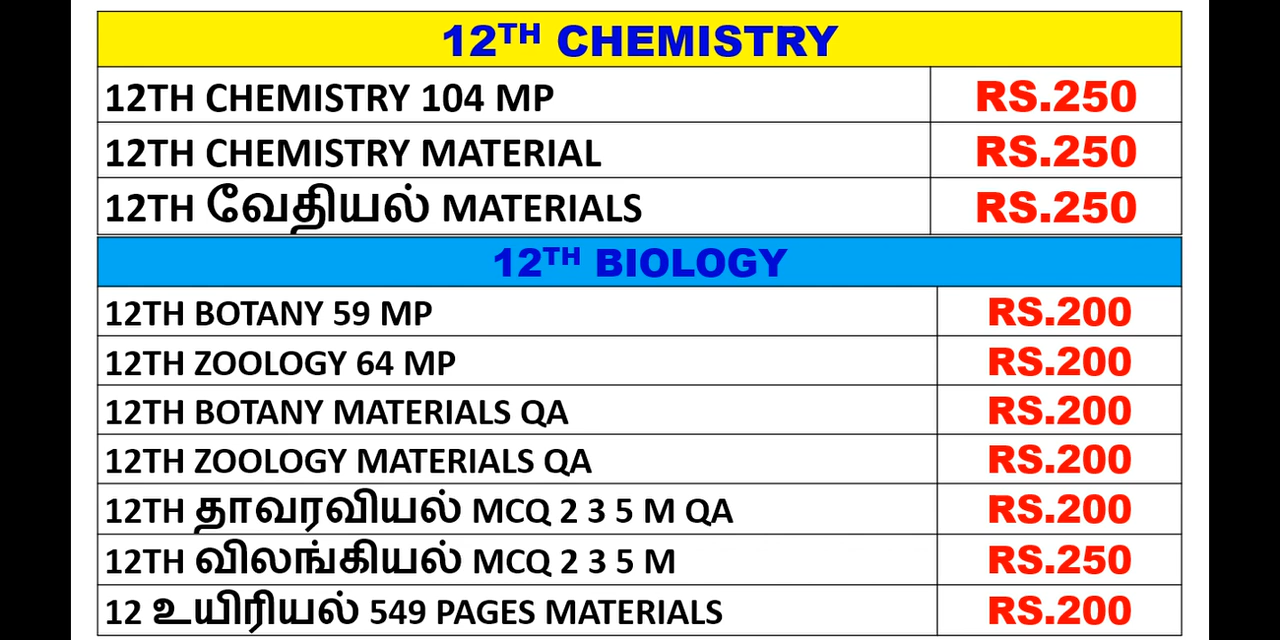 12TH CHEMISTRY
12TH CHEMISTRY 104 MP RS.250
12TH CHEMISTRY MATERIAL RS.250
12TH வேதியல் MATERIALS RS.250
12TH BIOLOGY
12TH BOTANY 59 MP RS.200
12TH ZOOLOGY 64 MP RS.200
12TH BOTANY MATERIALS QA RS.200
12TH ZOOLOGY MATERIALS QA RS.200
12TH தாவரவியல் MCQ 2 3 5 M QA RS.200
12TH விலங்கியல் MCQ 2 3 5 M RS.250
12 உயிரியல் 549 PAGES MATERIALS RS.200